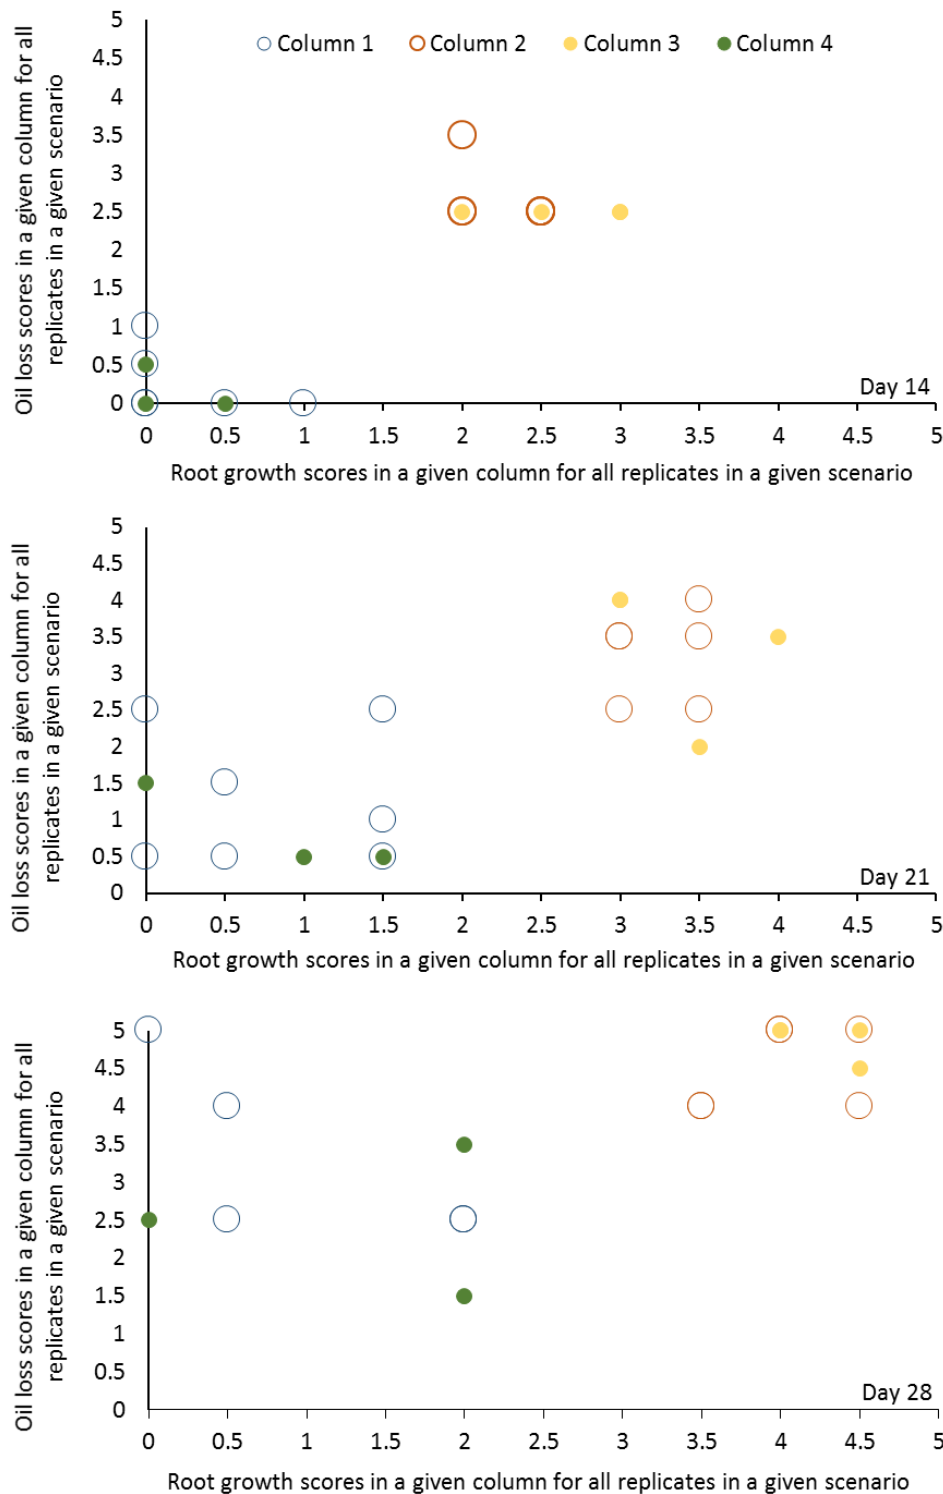 Oil loss scores in a given column for all
replicates in a given scenario
5
4.5
4
3.5
3
2.5
2
1.5
1
0.5
0
Column 1 Column 2 Column 3 Column 4
Day 14
0 0.5 1 1.5 2 2.5 3 3.5 4 4.5 5
Root growth scores in a given column for all replicates in a given scenario
Oil loss scores in a given column for all
replicates in a given scenario
5
4.5
4
3.5
3
2.5
2
1.5
1
0.5
0
Day 21
0 0.5 1 1.5 2 2.5 3 3.5 4 4.5 5
Root growth scores in a given column for all replicates in a given scenario
Oil loss scores in a given column for all
replicates in a given scenario
5
4.5
4
3.5
3
2.5
2
1.5
1
0.5
0
Day 28
0 0.5 1 1.5 2 2.5 3 3.5 4 4.5 5
Root growth scores in a given column for all replicates in a given scenario